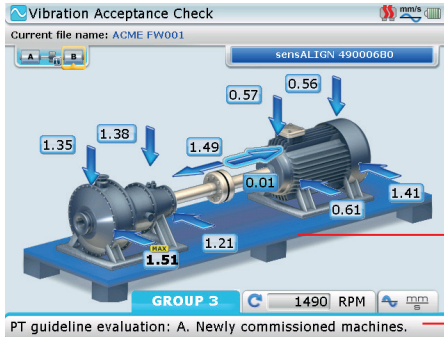 Vibration Acceptance Check
mm/s
Current file name: ACME FW001
A B
sensALIGN 49000680
0.56
0.57
1.38
1.35
1.49
0.01
1.41
0.61
1.21
MAX
1.51
GROUP 3
1490 RPM
mm
s
PT guideline evaluation: A. Newly commissioned machines.